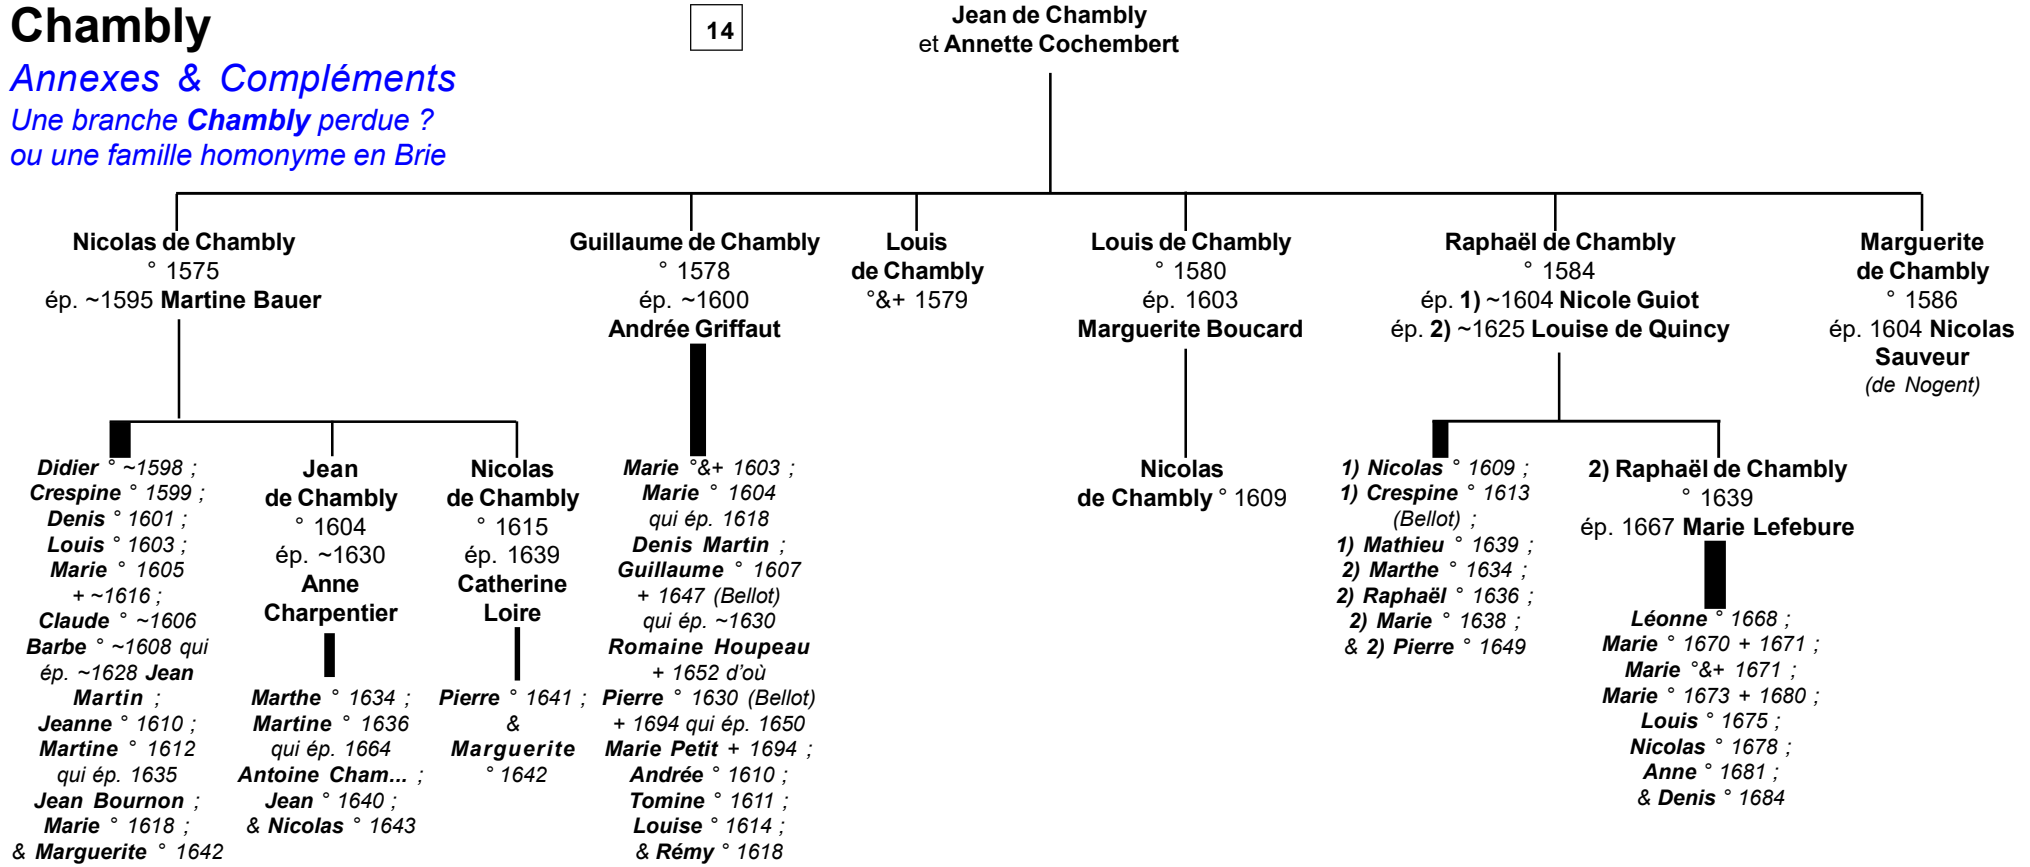 Chambly
Annexes & Compléments
Une branche Chambly perdue ?
ou une famille homonyme en Brie
14
Jean de Chambly
et Annette Cochembert
Nicolas de Chambly
° 1575
ép. ~1595 Martine Bauer
Guillaume de Chambly
° 1578
ép. ~1600
Andrée Griffaut
Louis
de Chambly
°&+ 1579
Louis de Chambly
° 1580
ép. 1603
Marguerite Boucard
Raphaël de Chambly
° 1584
ép. 1) ~1604 Nicole Guiot
ép. 2) ~1625 Louise de Quincy
Marguerite
de Chambly
° 1586
ép. 1604 Nicolas
Sauveur
(de Nogent)
Didier ° ~1598 ;
Crespine ° 1599 ;
Denis ° 1601 ;
Louis ° 1603 ;
Marie ° 1605
+ ~1616 ;
Claude ° ~1606
Barbe ° ~1608 qui
ép. ~1628 Jean
Martin ;
Jeanne ° 1610 ;
Martine ° 1612
qui ép. 1635
Jean Bournon ;
Marie ° 1618 ;
& Marguerite ° 1642
Jean
de Chambly
° 1604
ép. ~1630
Anne
Charpentier
Marthe ° 1634 ;
Martine ° 1636
qui ép. 1664
Antoine Cham... ;
Jean ° 1640 ;
& Nicolas ° 1643
Nicolas
de Chambly
° 1615
ép. 1639
Catherine
Loire
Pierre ° 1641 ;
&
Marguerite
° 1642
Marie °&+ 1603 ;
Marie ° 1604
qui ép. 1618
Denis Martin ;
Guillaume ° 1607
+ 1647 (Bellot)
qui ép. ~1630
Romaine Houpeau
+ 1652 d’où
Pierre ° 1630 (Bellot)
+ 1694 qui ép. 1650
Marie Petit + 1694 ;
Andrée ° 1610 ;
Tomine ° 1611 ;
Louise ° 1614 ;
& Rémy ° 1618
Nicolas
de Chambly ° 1609
1) Nicolas ° 1609 ;
1) Crespine ° 1613
(Bellot) ;
1) Mathieu ° 1639 ;
2) Marthe ° 1634 ;
2) Raphaël ° 1636 ;
2) Marie ° 1638 ;
& 2) Pierre ° 1649
2) Raphaël de Chambly
° 1639
ép. 1667 Marie Lefebure
Léonne ° 1668 ;
Marie ° 1670 + 1671 ;
Marie °&+ 1671 ;
Marie ° 1673 + 1680 ;
Louis ° 1675 ;
Nicolas ° 1678 ;
Anne ° 1681 ;
& Denis ° 1684